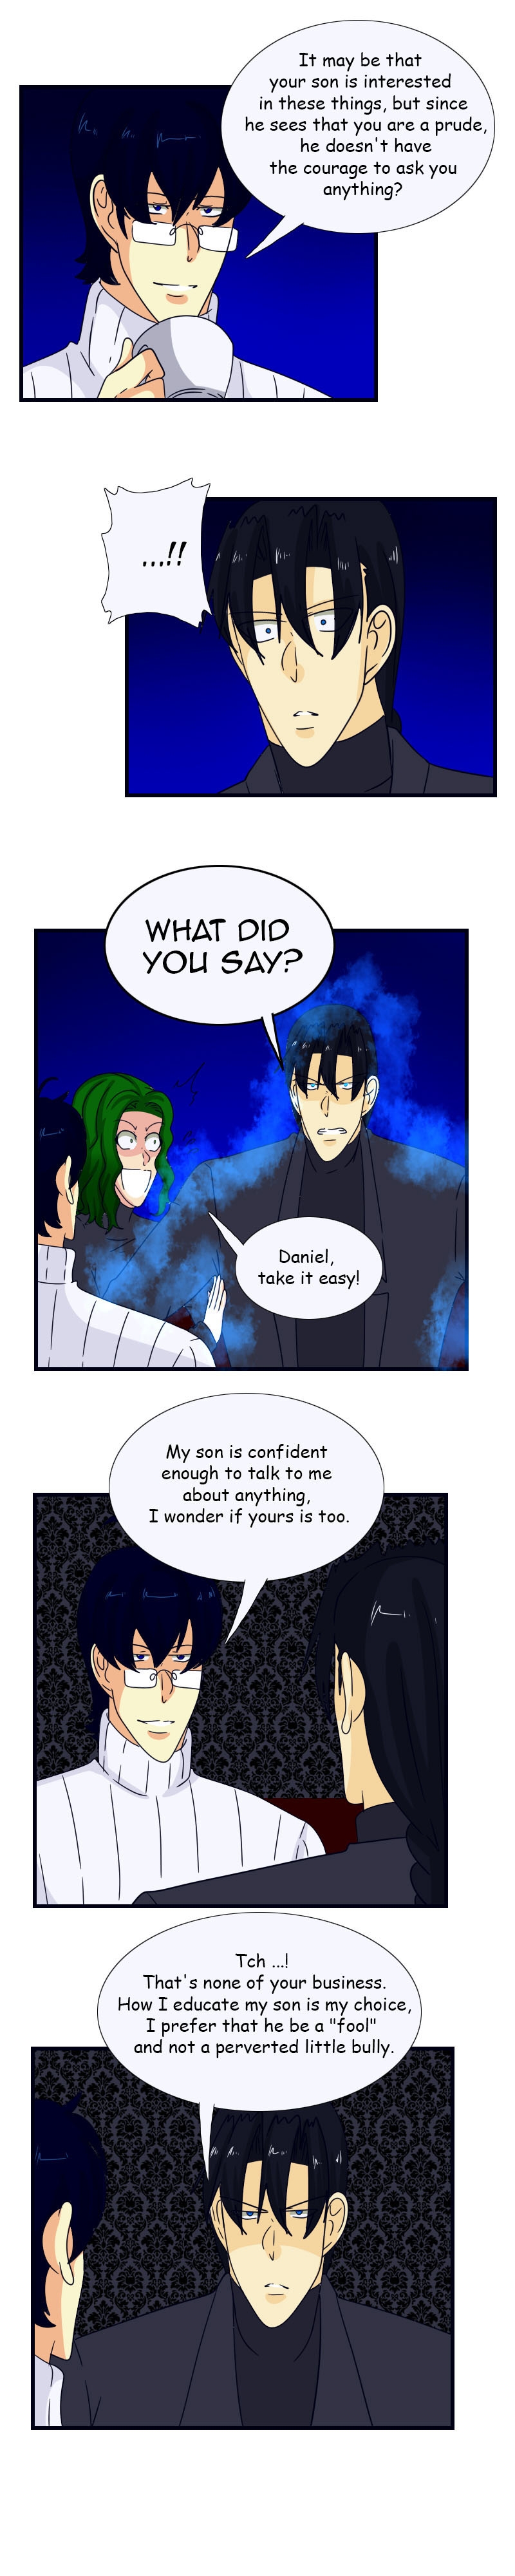 It may be that
your son is interested
in these things, but since
he sees that you are a prude,
he doesn't have
the courage to ask you
anything?
...!!
WHAT DID
YOU SAY?
Daniel,
take it easy!
My son is confident
enough to talk to me
about anything,
I wonder if yours is too.
Tch ...!
That's none of your business.
How I educate my son is my choice,
I prefer that he be a "fool"
and not a perverted little bully.